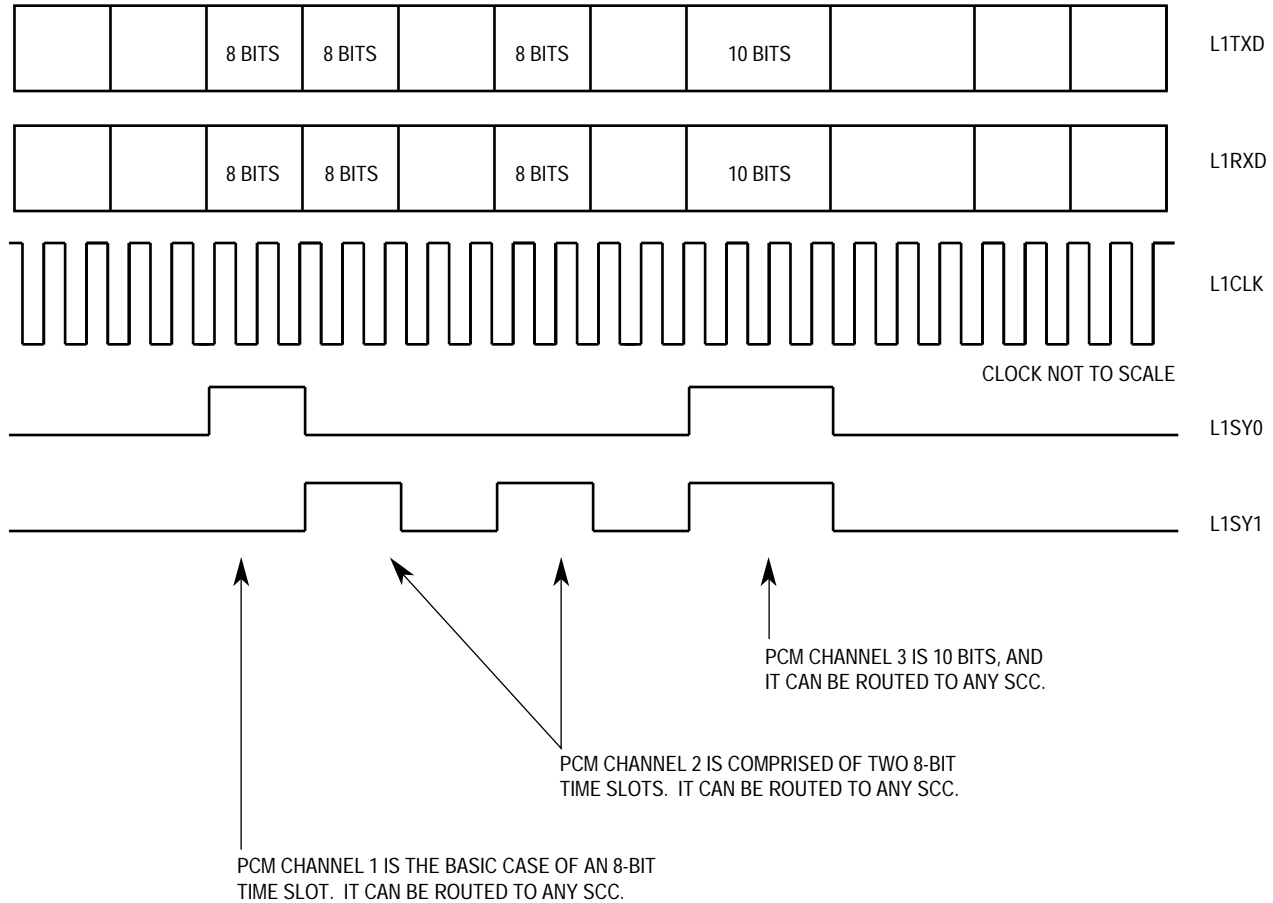 8 BITS 8 BITS 8 BITS 10 BITS L1TXD
8 BITS 8 BITS 8 BITS 10 BITS L1RXD
L1CLK
CLOCK NOT TO SCALE
L1SY0
L1SY1
PCM CHANNEL 3 IS 10 BITS, AND
IT CAN BE ROUTED TO ANY SCC.
PCM CHANNEL 2 IS COMPRISED OF TWO 8-BIT
TIME SLOTS. IT CAN BE ROUTED TO ANY SCC.
PCM CHANNEL 1 IS THE BASIC CASE OF AN 8-BIT
TIME SLOT. IT CAN BE ROUTED TO ANY SCC.